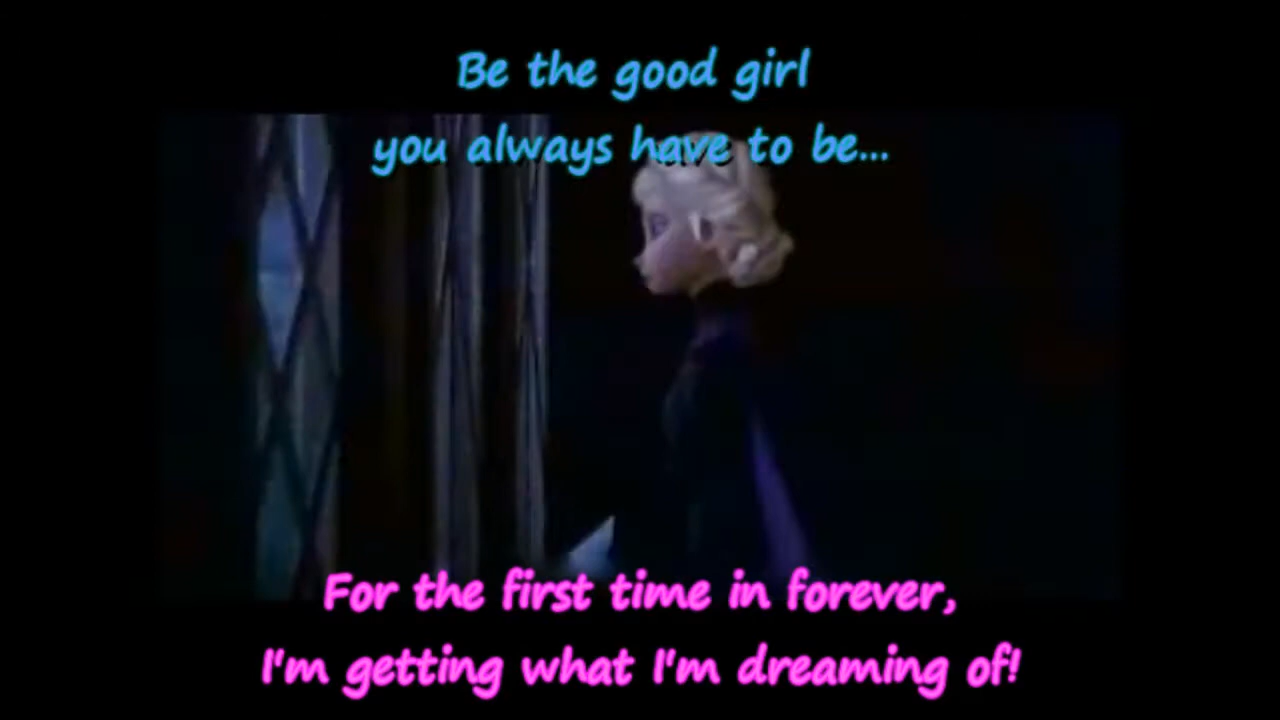 Be the good girl
you always have to be...
For the first time in forever,
I'm getting what I'm dreaming of!